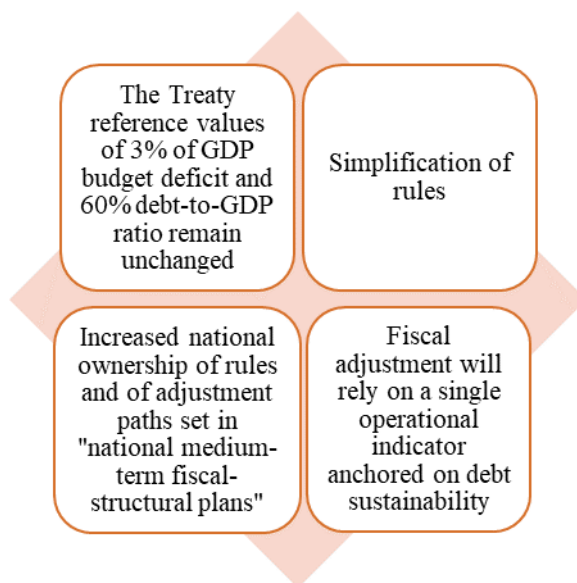 The Treaty
reference values
of 3% of GDP
budget deficit and
60% debt-to-GDP
ratio remain
unchanged
Simplification of
rules
Increased national
ownership of rules
and of adjustment
paths set in
"national medium-
term fiscal-
structural plans"
Fiscal
adjustment will
rely on a single
operational
indicator
anchored on debt
sustainability